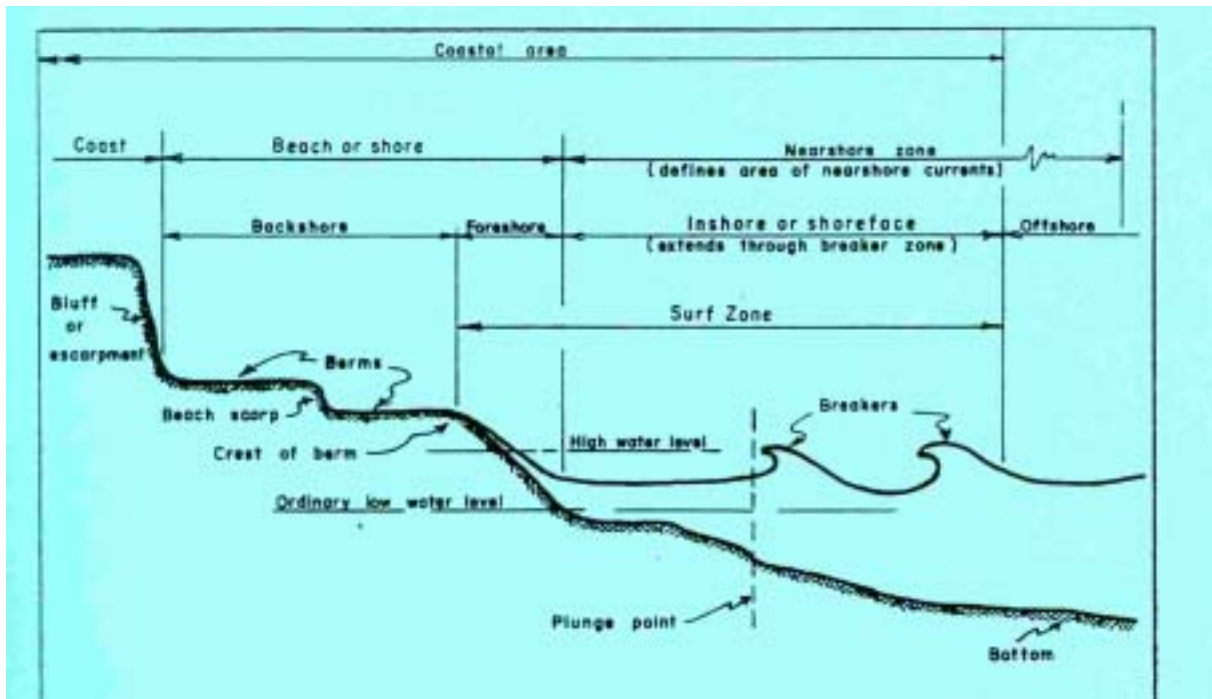 Coastal area
Coast
Beach or shore
Nearshore zone
(defines area of nearshore currents)
Backshore
Foreshore
Inshore or shoreface
(extends through breaker zone)
Offshore
Surf Zone
Bluff
or
escarpment
Berms
Beach scarp
Crest of berm
High water level
Breakers
Ordinary low water level
Plunge point
Bottom